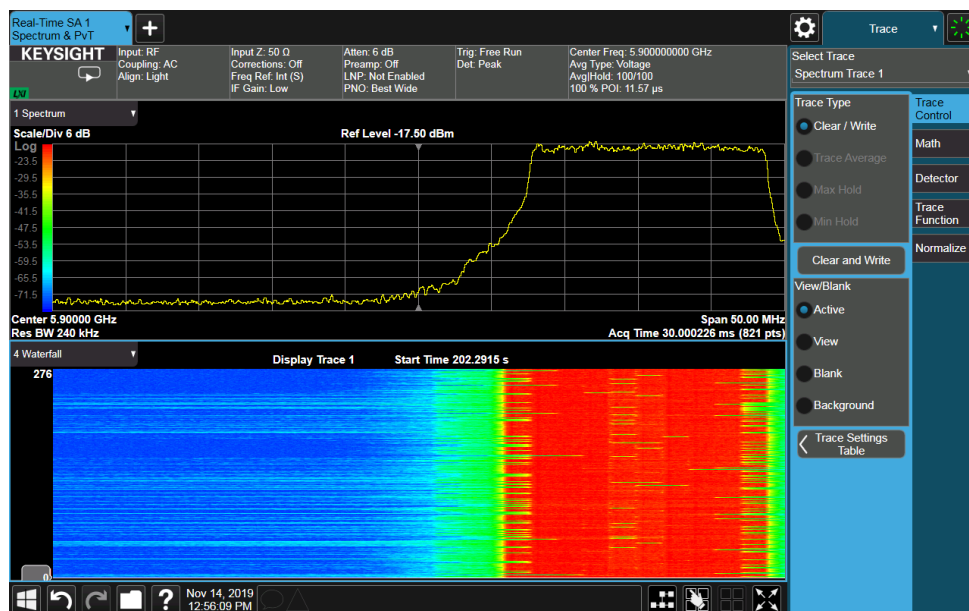 Real-Time SA 1
Spectrum & PvT
Trace
KEYSIGHT
LXI
Input: RF
Coupling: AC
Align: Light
Input Z: 50 Ω
Corrections: Off
Freq Ref: Int (S)
IF Gain: Low
Atten: 6 dB
Preamp: Off
LNP: Not Enabled
PNO: Best Wide
Trig: Free Run
Det: Peak
Center Freq: 5.900000000 GHz
Avg Type: Voltage
Avg|Hold: 100/100
100 % POI: 11.57 µs
Select Trace
Spectrum Trace 1
1 Spectrum
Scale/Div 6 dB
Ref Level -17.50 dBm
Log
-23.5
-29.5
-35.5
-41.5
-47.5
-53.5
-59.5
-65.5
-71.5
Center 5.90000 GHz
Span 50.00 MHz
Res BW 240 kHz
Acq Time 30.000226 ms (821 pts)
4 Waterfall
Display Trace 1
Start Time 202.2915 s
276
0
Trace Type
Clear / Write
Trace Average
Max Hold
Min Hold
Clear and Write
View/Blank
Active
View
Blank
Background
Trace Settings
Table
Trace
Control
Math
Detector
Trace
Function
Normalize
?
Nov 14, 2019
12:56:09 PM